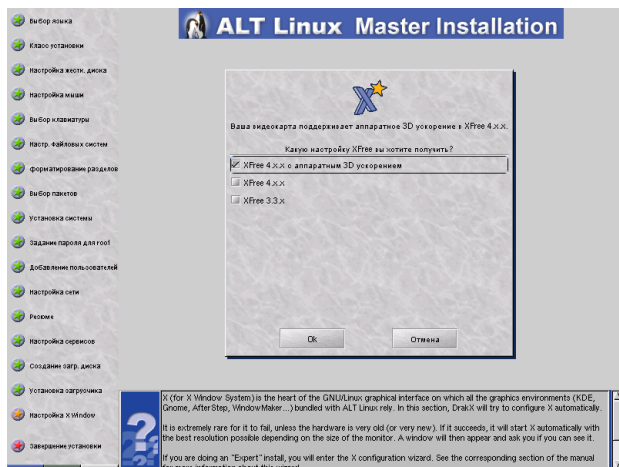 ALT Linux Master Installation
Выбор языка
Класс установки
Настройка жестк. диска
Настройка мыши
Выбор клавиатуры
Настр. файловых систем
форматирование разделов
Выбор пакетов
Установка системы
Задание пароля для root
Добавление пользователей
Настройка сети
Резюме
Настройка сервисов
Создание загр. диска
Установка загрузчика
Настройка X Window
Завершение установки
Ваша видеокарта поддерживает аппаратное 3D ускорение в XFree 4.x.x.
Какую настройку XFree вы хотите получить?
XFree 4.x.x с аппаратным 3D ускорением
XFree 4.x.x
XFree 3.3.x
Ok
Отмена
X (for X Window System) is the heart of the GNU/Linux graphical interface on which all the graphics environments (KDE,
Gnome, AfterStep, WindowMaker...) bundled with ALT Linux rely. In this section, DrakX will try to configure X automatically.
It is extremely rare for it to fail, unless the hardware is very old (or very new). If it succeeds, it will start X automatically with
the best resolution possible depending on the size of the monitor. A window will then appear and ask you if you can see it.
If you are doing an "Expert" install, you will enter the X configuration wizard. See the corresponding section of the manual
for more information about this wizard.